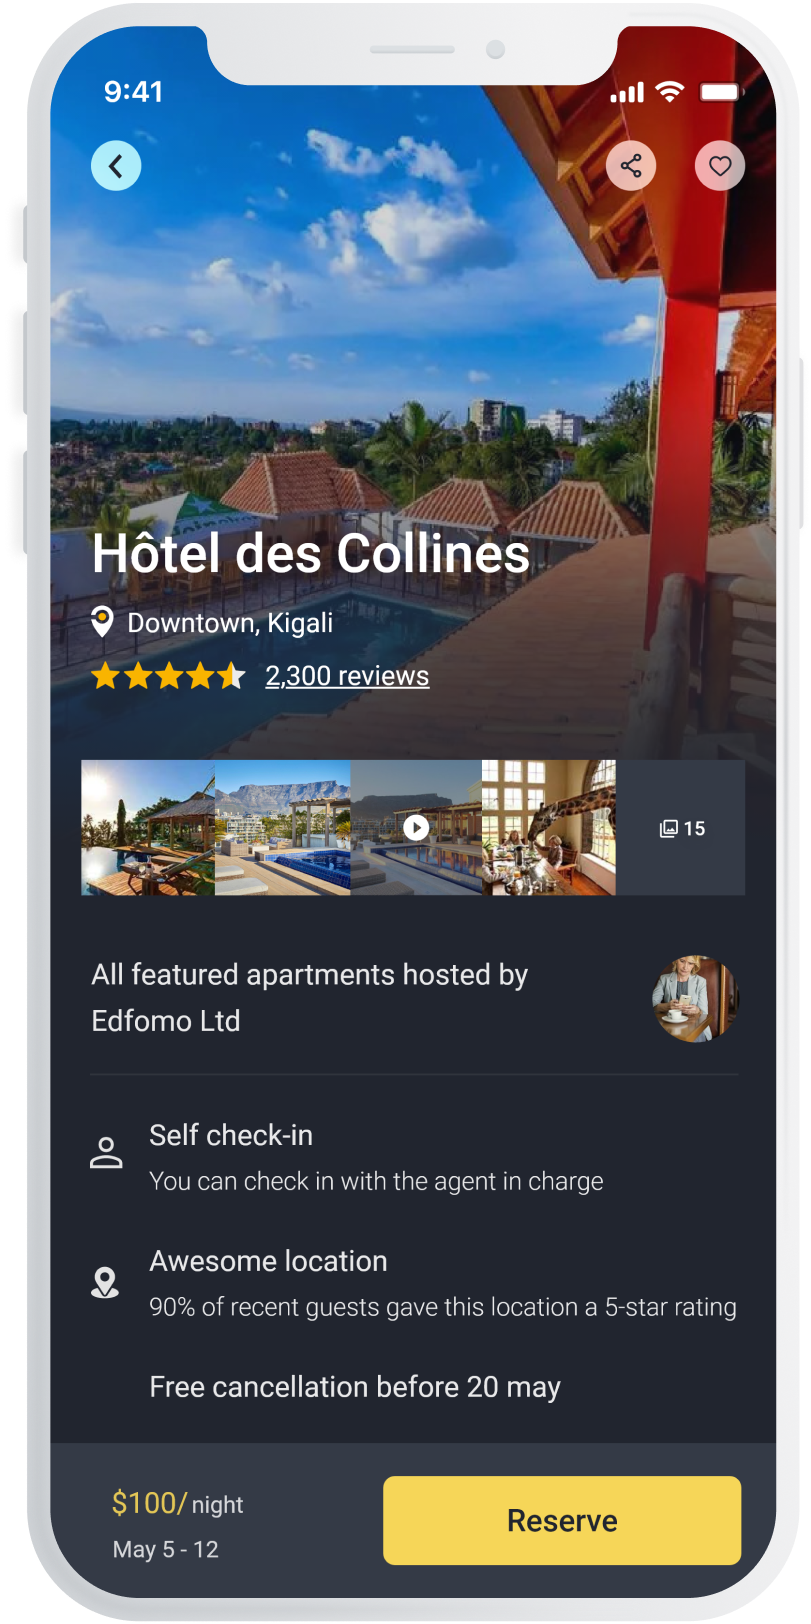 9:41
Hôtel des Collines
Downtown, Kigali
2,300 reviews
15
All featured apartments hosted by
Edfomo Ltd
Self check-in
You can check in with the agent in charge
Awesome location
90% of recent guests gave this location a 5-star rating
Free cancellation before 20 may
$100/ night
May 5 - 12
Reserve